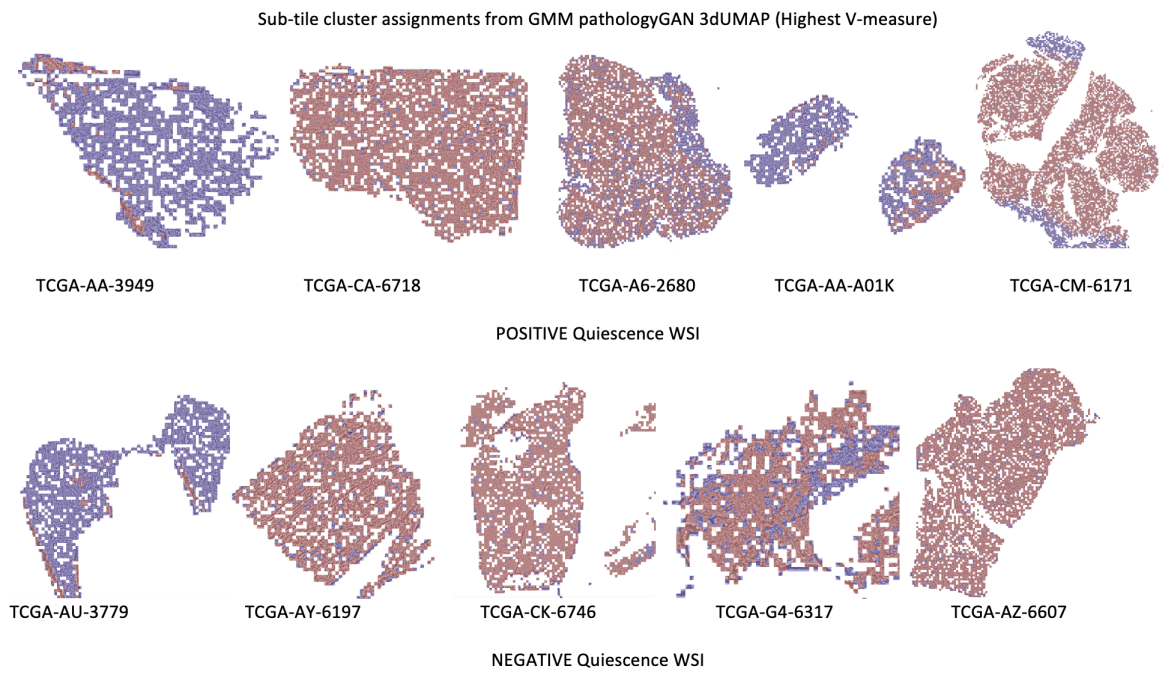 Sub-tile cluster assignments from GMM pathologyGAN 3dUMAP (Highest V-measure)
TCGA-AA-3949 TCGA-CA-6718 TCGA-A6-2680 TCGA-AA-A01K TCGA-CM-6171
POSITIVE Quiescence WSI
TCGA-AU-3779 TCGA-AY-6197 TCGA-CK-6746 TCGA-G4-6317 TCGA-AZ-6607
NEGATIVE Quiescence WSI